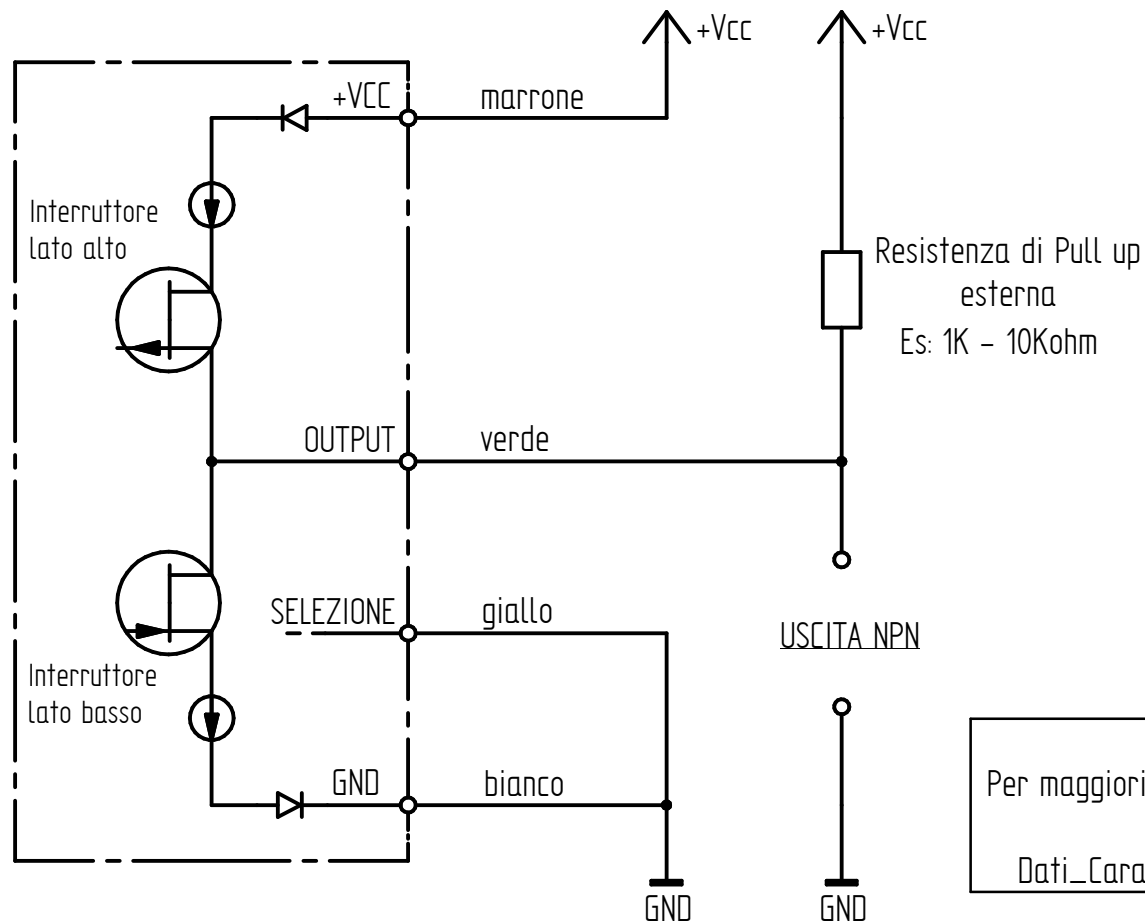 +Vcc
+Vcc
+VCC
marrone
Interruttore
lato alto
Resistenza di Pull up
esterna
Es: 1K – 10Kohm
OUTPUT
verde
SELEZIONE
giallo
USCITA NPN
Interruttore
lato basso
GND
bianco
Per maggiori
Dati_Cara
GND
GND